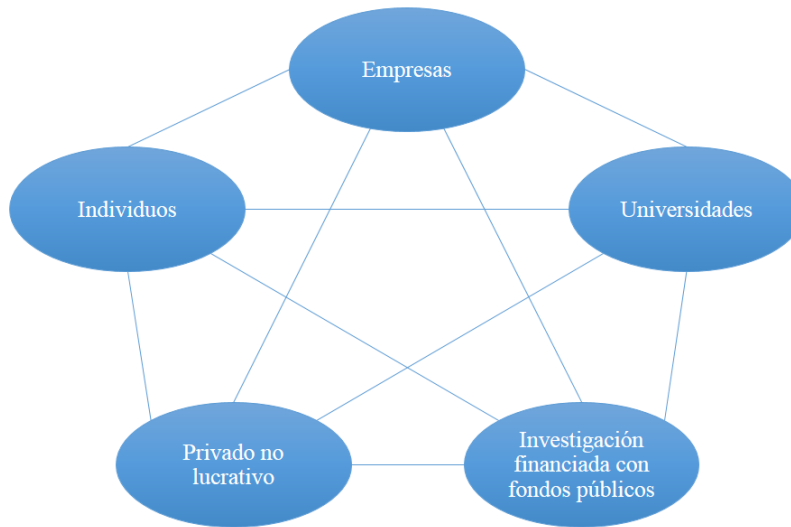 Empresas
Individuos
Universidades
Privado no
lucrativo
Investigación
financiada con
fondos públicos